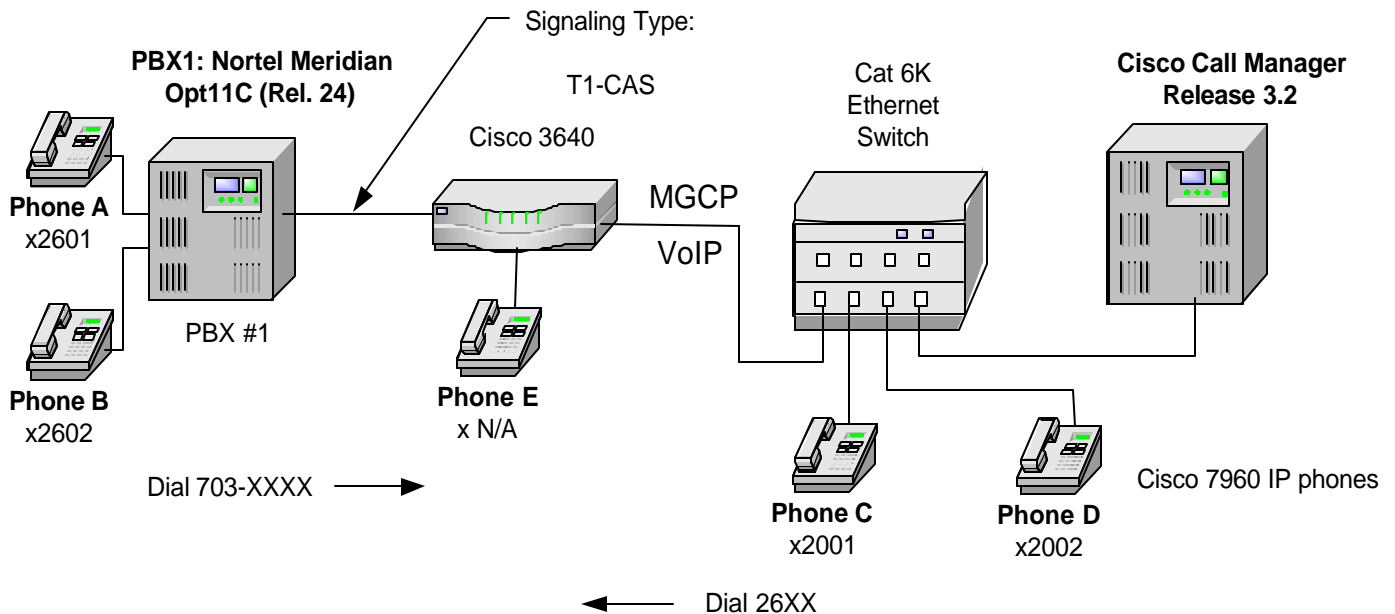 Signaling Type:
T1-CAS
PBX1: Nortel Meridian
Opt11C (Rel. 24)
Cisco 3640
Cat 6K
Ethernet
Switch
Cisco Call Manager
Release 3.2
Phone A
x2601
MGCP
VoIP
PBX #1
Phone B
x2602
Phone E
x N/A
Dial 703-XXXX
Phone C
x2001
Phone D
x2002
Cisco 7960 IP phones
Dial 26XX